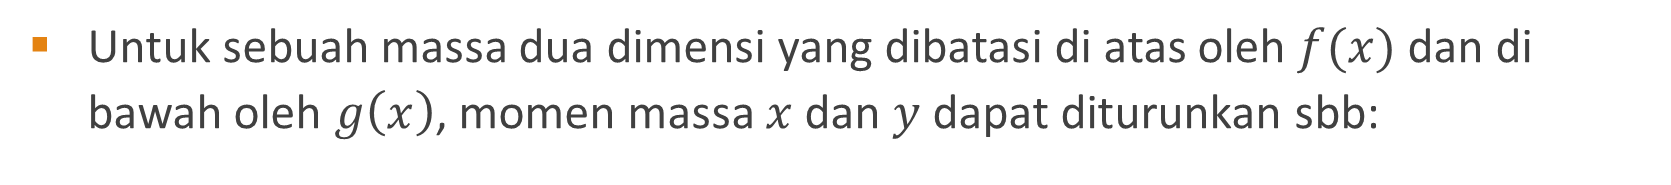 ▪ Untuk sebuah massa dua dimensi yang dibatasi di atas oleh f(x) dan di
bawah oleh g(x), momen massa x dan y dapat diturunkan sbb: